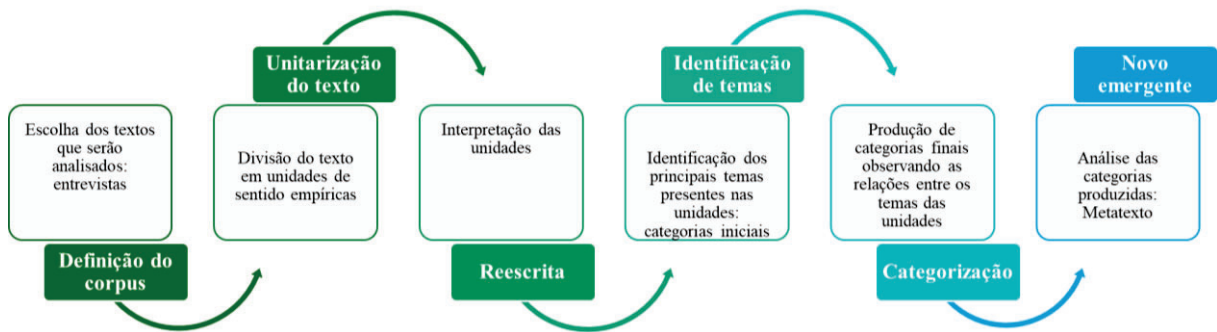 Escolha dos textos
que serão
analisados:
entrevistas
Definição do
corpus
Unitarização
do texto
Divisão do texto
em unidades de
sentido empíricas
Interpretação das
unidades
Reescrita
Identificação
de temas
Identificação dos
principais temas
presentes nas
unidades:
categorias iniciais
Produção de
categorias finais
observando as
relações entre os
temas das
unidades
Categorização
Novo
emergente
Análise das
categorias
produzidas:
Metatexto